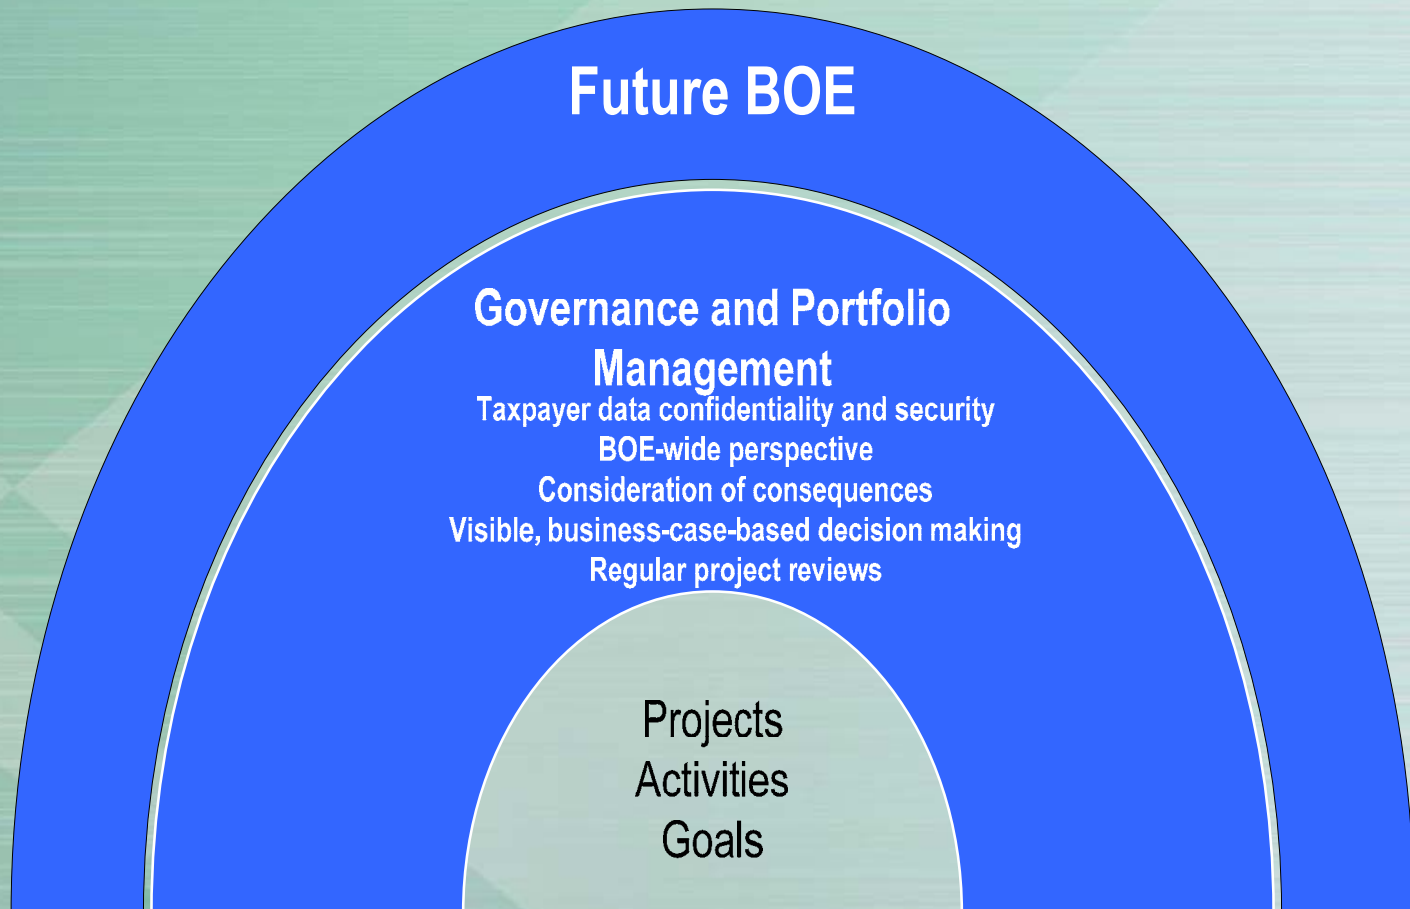 Future BOE
Governance and Portfolio
Management
Taxpayer data confidentiality and security
BOE-wide perspective
Consideration of consequences
Visible, business-case-based decision making
Regular project reviews
Projects
Activities
Goals